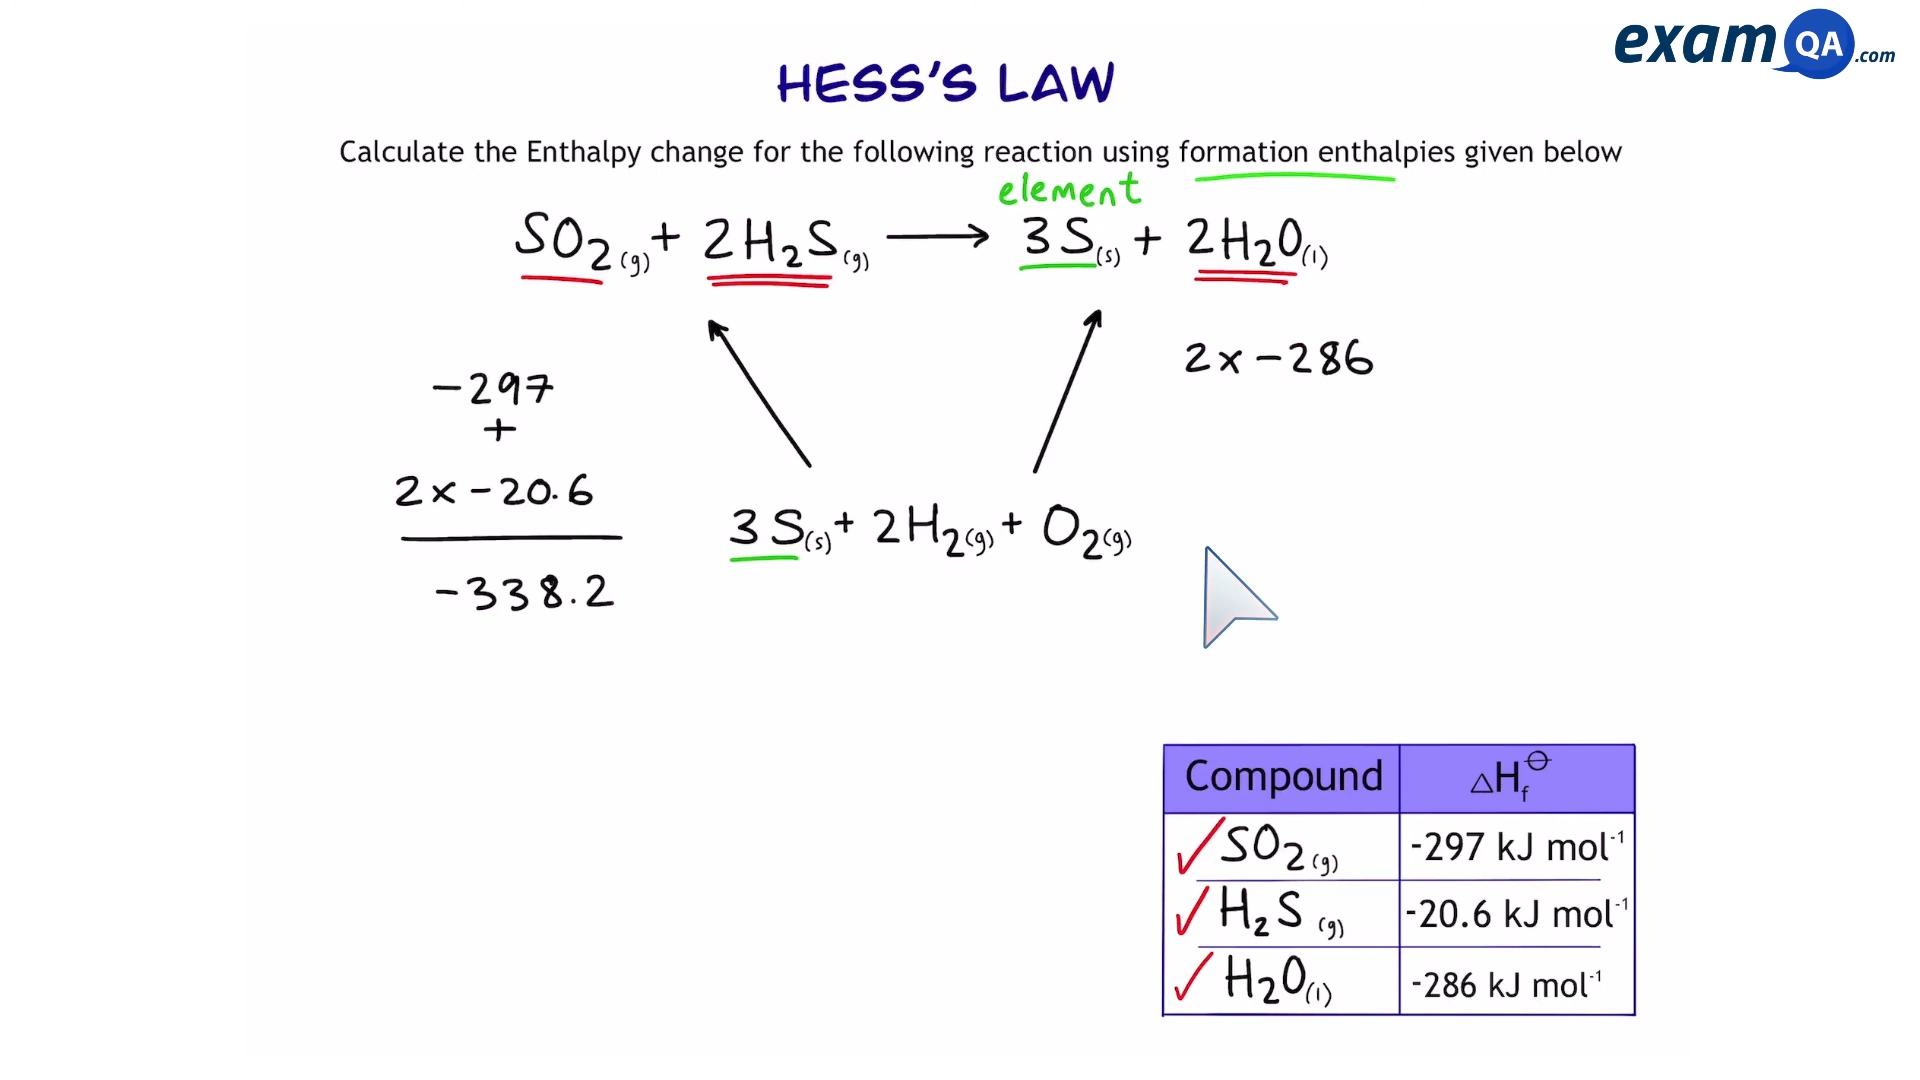 examQA.com
HESS'S LAW
Calculate the Enthalpy change for the following reaction using formation enthalpies given below
element
SO₂(g) + 2H₂S(g) ⟶ 3S(s) + 2H₂O(l)
2x-286
-297
+
2x-20.6
3S(s) + 2H₂(g) + O₂(g)
-338.2
Compound △Hf⊖
✓SO₂(g) -297 kJ mol⁻¹
✓H₂S(g) -20.6 kJ mol⁻¹
✓H₂O(l) -286 kJ mol⁻¹